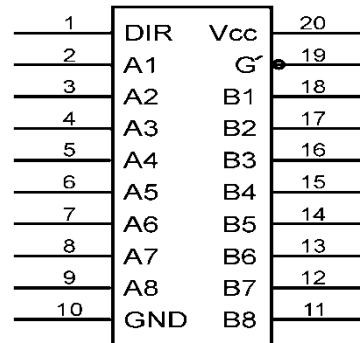 1 DIR Vcc 20
2 A1 G´ 19
3 A2 B1 18
4 A3 B2 17
5 A4 B3 16
6 A5 B4 15
7 A6 B5 14
8 A7 B6 13
9 A8 B7 12
10 GND B8 11